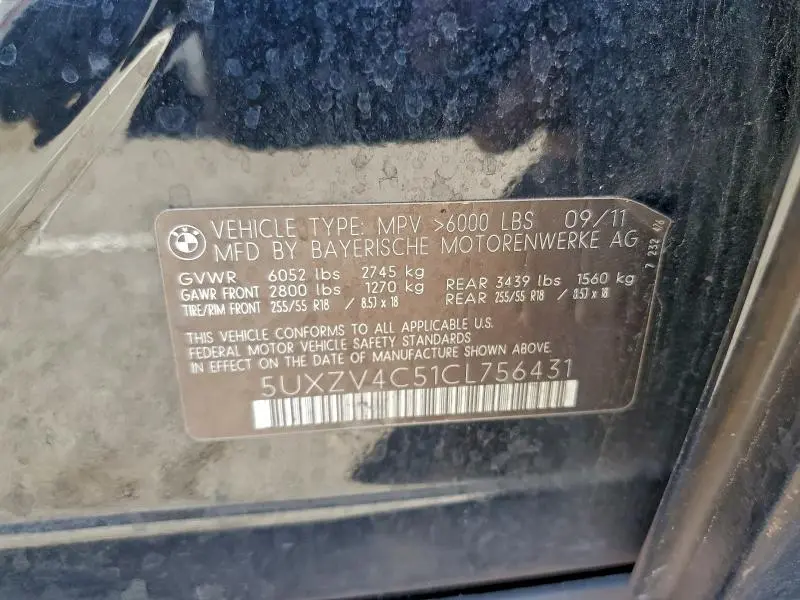 VEHICLE TYPE: MPV >6000 LBS 09/11
MFD BY BAYERISCHE MOTORENWERKE AG
GVWR 6052 lbs 2745 kg
GAWR FRONT 2800 lbs 1270 kg REAR 3439 lbs 1560 kg
TIRE/RIM FRONT 255/55 R18 / 8.5J x 18 REAR 255/55 R18 / 8.5J x 18
THIS VEHICLE CONFORMS TO ALL APPLICABLE U.S.
FEDERAL MOTOR VEHICLE SAFETY STANDARDS
IN EFFECT ON THE DATE OF MANUFACTURE SHOWN ABOVE.
5UXZV4C51CL756431
7 232 476